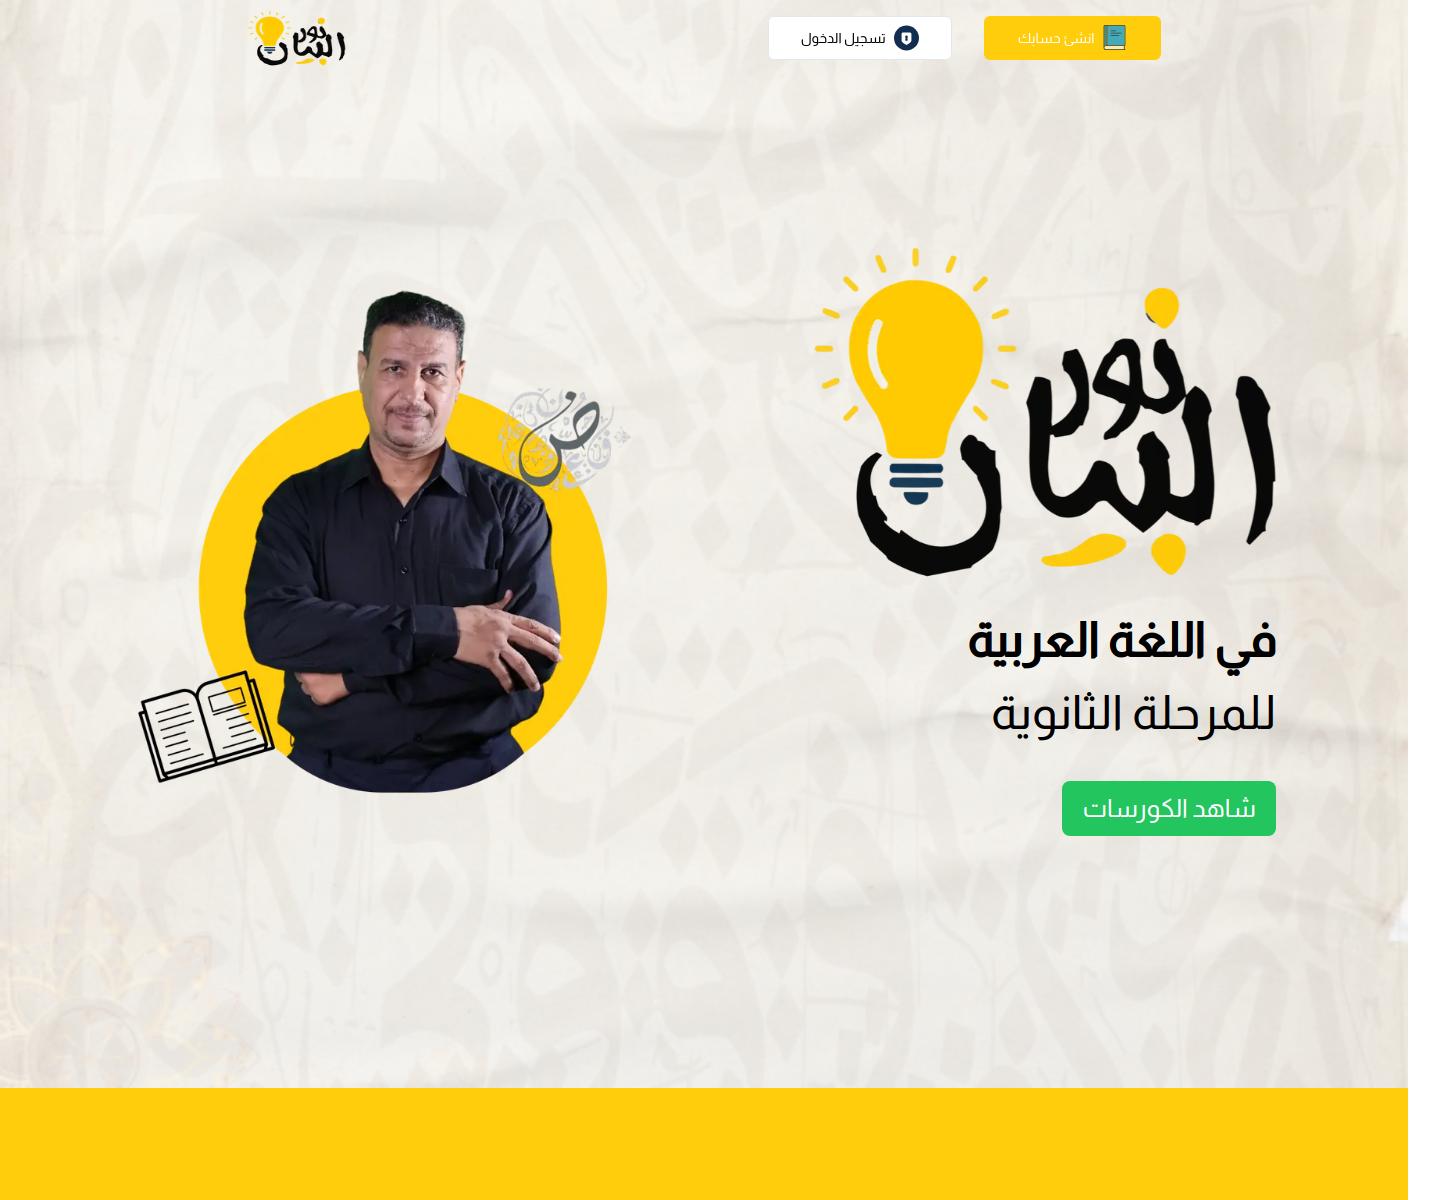 انشئ حسابك
تسجيل الدخول
نور البيان
نور
البيان
ض
في اللغة العربية
للمرحلة الثانوية
شاهد الكورسات